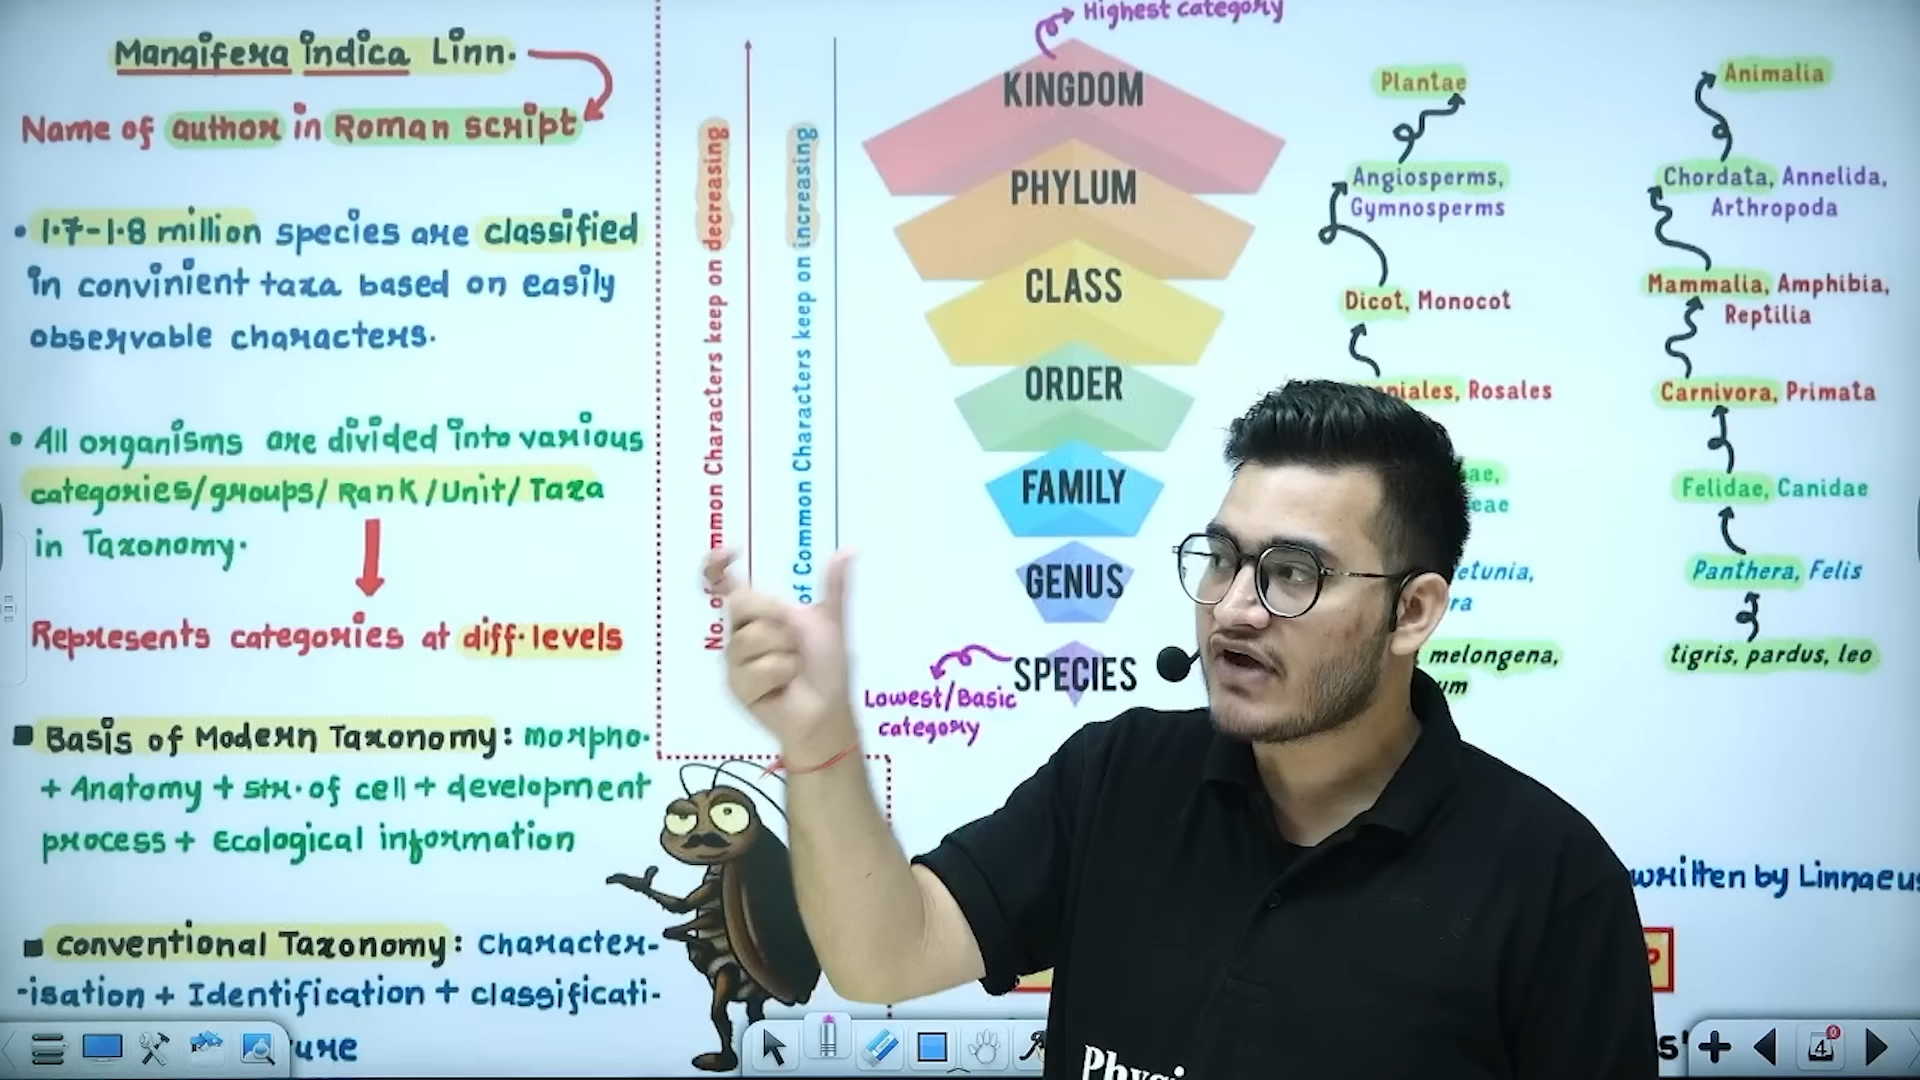 Mangifera indica Linn.
Name of author in Roman script
• 1.7-1.8 million species are classified
in convinient taxa based on easily
observable characters.
• All organisms are divided into various
categories/groups/Rank/Unit/Taxa
in Taxonomy.
Represents categories at diff. levels
■ Basis of Modern Taxonomy: morpho.
+ Anatomy + str. of cell + development
process + Ecological information
■ Conventional Taxonomy: Character-
-isation + Identification + classificati-
No. of Common Characters keep on decreasing
of Common Characters keep on increasing
Highest category
KINGDOM
PHYLUM
CLASS
ORDER
FAMILY
GENUS
SPECIES
Lowest/Basic
category
Plantae
Angiosperms,
Gymnosperms
Dicot, Monocot
Rosales
melongena,
Animalia
Chordata, Annelida,
Arthropoda
Mammalia, Amphibia,
Reptilia
Carnivora, Primata
Felidae, Canidae
Panthera, Felis
tigris, pardus, leo
written by Linnaeus
4
0